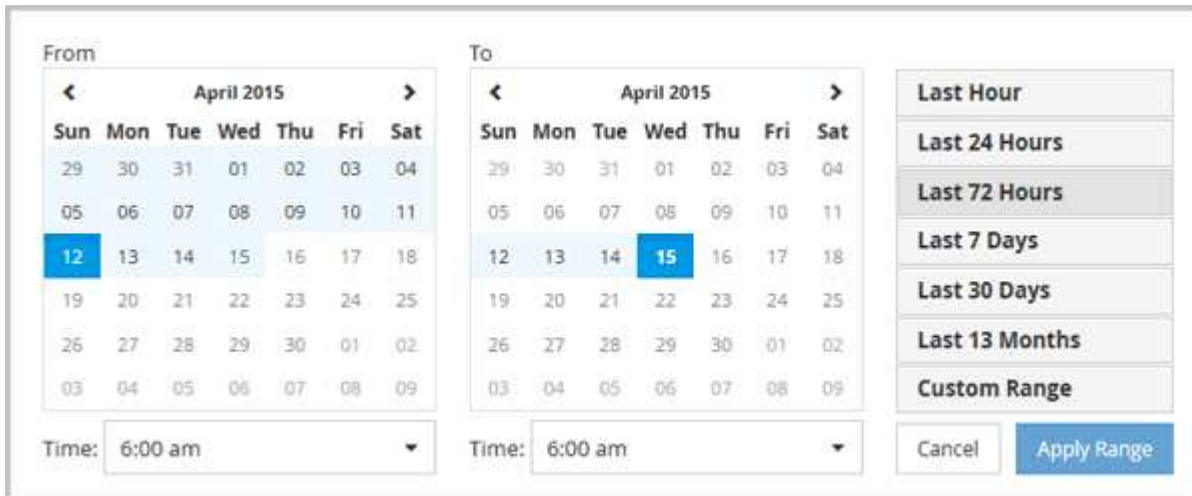 From
April 2015
Sun Mon Tue Wed Thu Fri Sat
29 30 31 01 02 03 04
05 06 07 08 09 10 11
12 13 14 15 16 17 18
19 20 21 22 23 24 25
26 27 28 29 30 01 02
03 04 05 06 07 08 09
Time: 6:00 am
To
April 2015
Sun Mon Tue Wed Thu Fri Sat
29 30 31 01 02 03 04
05 06 07 08 09 10 11
12 13 14 15 16 17 18
19 20 21 22 23 24 25
26 27 28 29 30 01 02
03 04 05 06 07 08 09
Time: 6:00 am
Last Hour
Last 24 Hours
Last 72 Hours
Last 7 Days
Last 30 Days
Last 13 Months
Custom Range
Cancel Apply Range